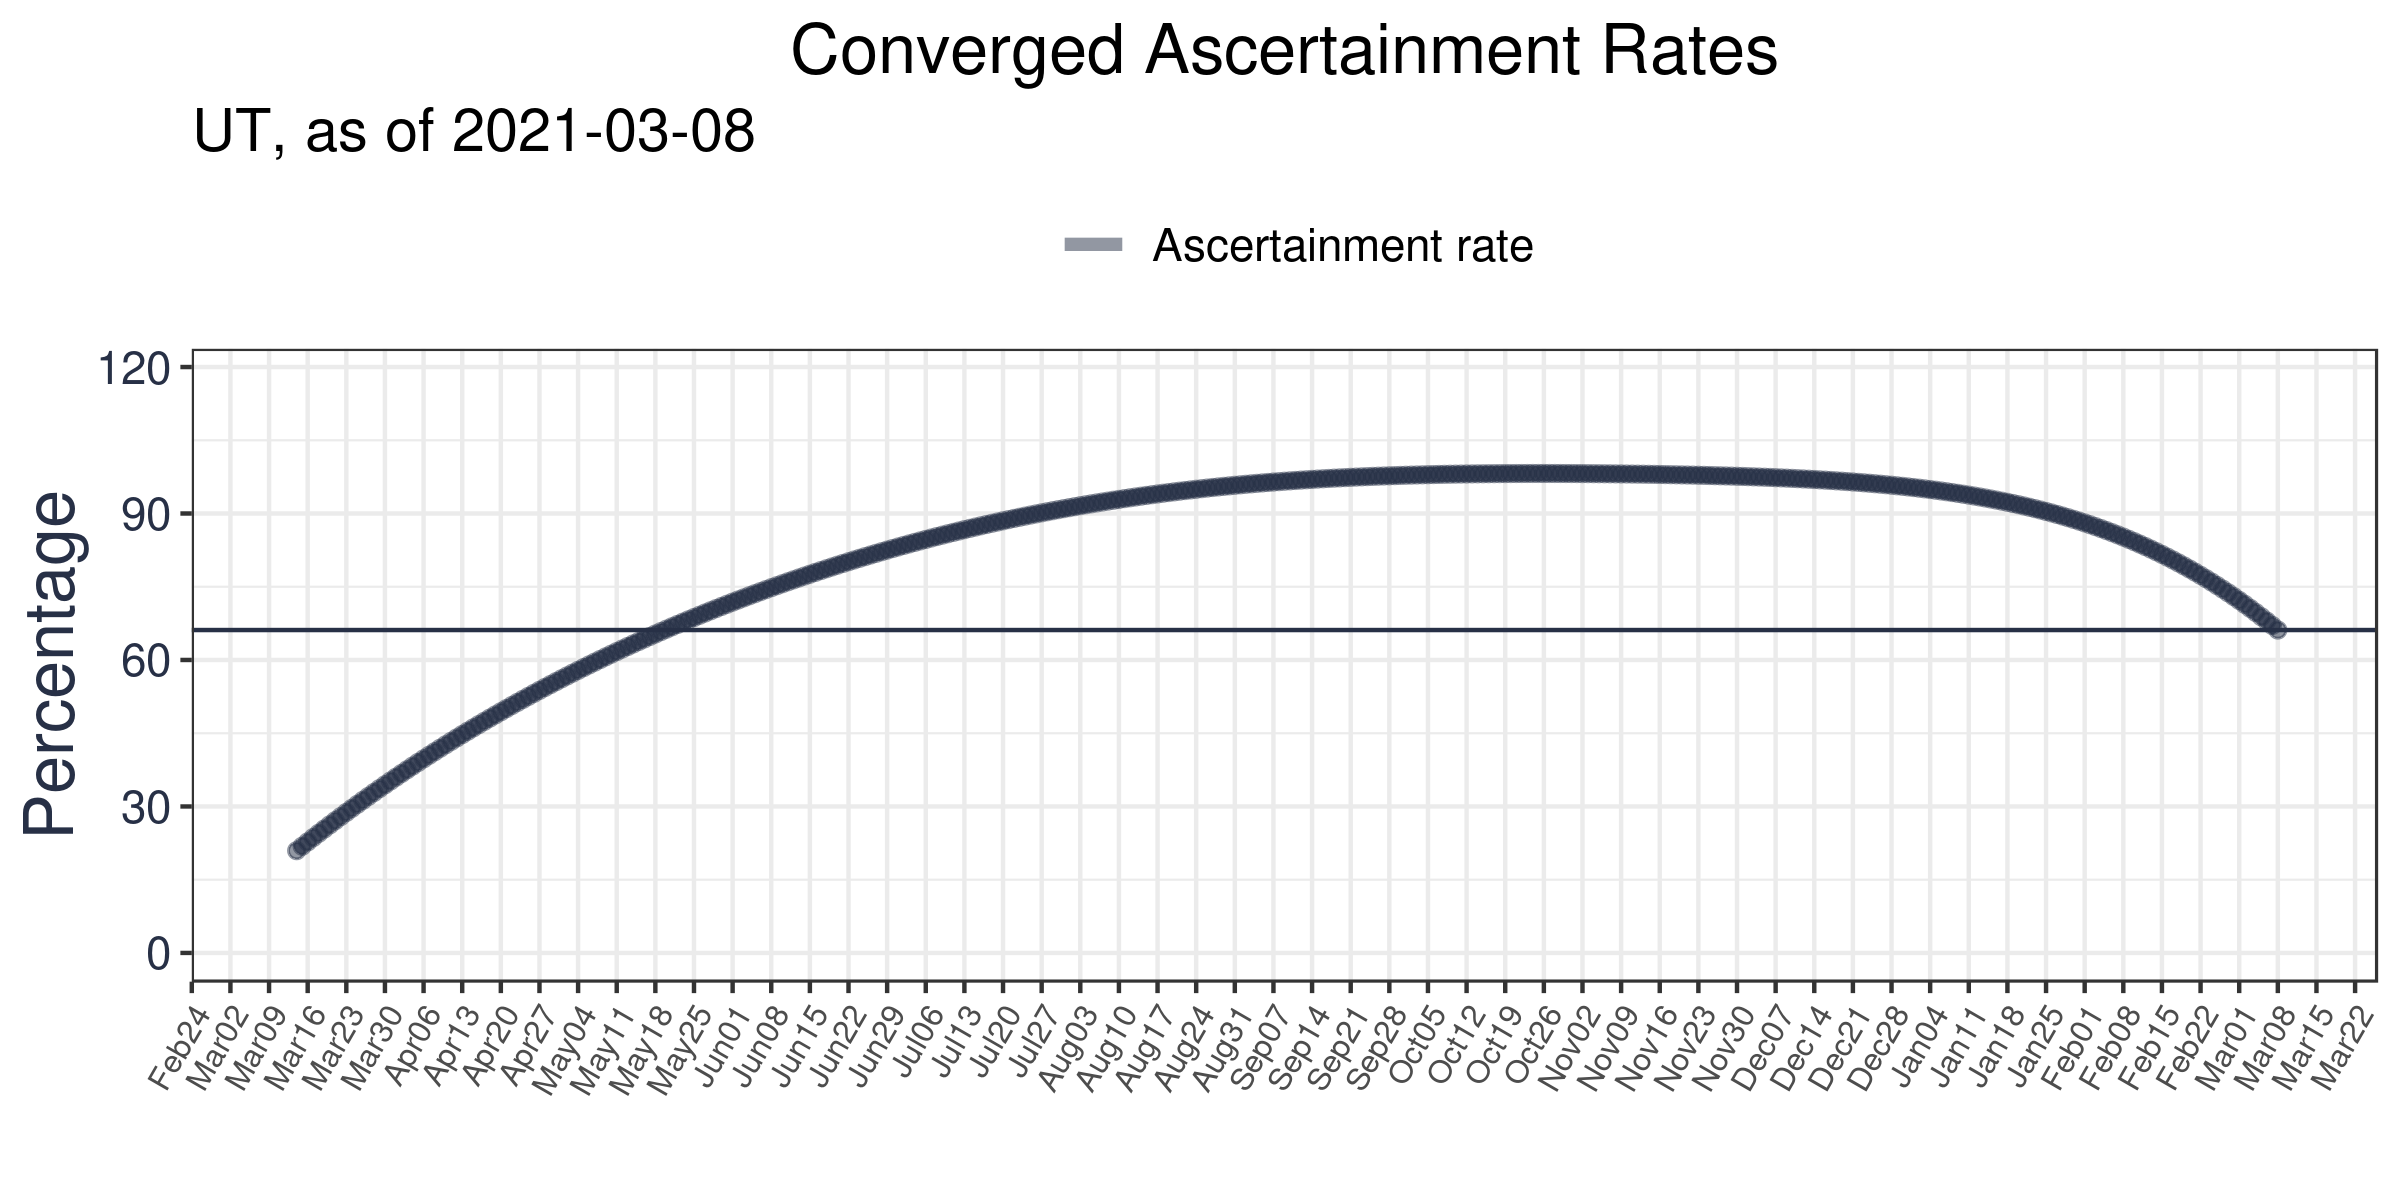 Converged Ascertainment Rates
UT, as of 2021-03-08
Ascertainment rate
Percentage
120
90
60
30
0
Feb24
Mar02
Mar09
Mar16
Mar23
Mar30
Apr06
Apr13
Apr20
Apr27
May04
May11
May18
May25
Jun01
Jun08
Jun15
Jun22
Jun29
Jul06
Jul13
Jul20
Jul27
Aug03
Aug10
Aug17
Aug24
Aug31
Sep07
Sep14
Sep21
Sep28
Oct05
Oct12
Oct19
Oct26
Nov02
Nov09
Nov16
Nov23
Nov30
Dec07
Dec14
Dec21
Dec28
Jan04
Jan11
Jan18
Jan25
Feb01
Feb08
Feb15
Feb22
Mar01
Mar08
Mar15
Mar22